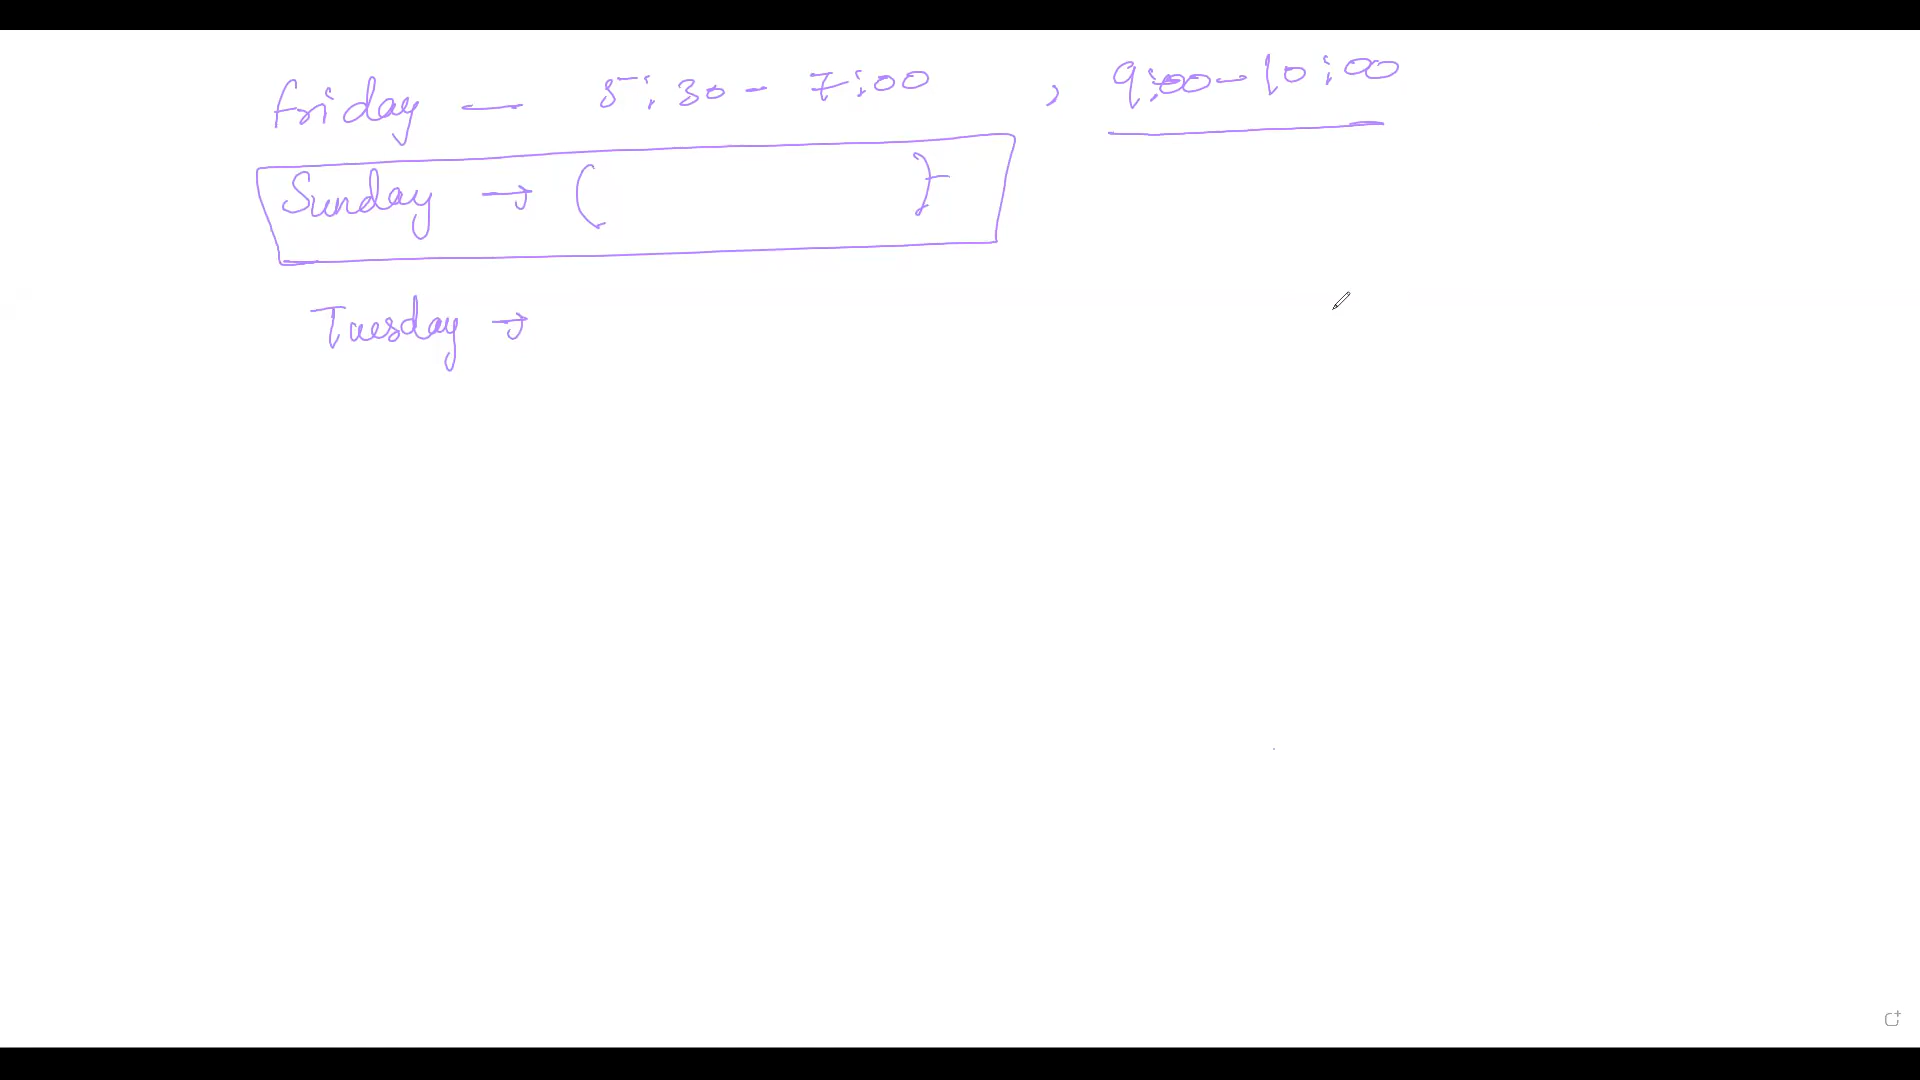 friday — 5:30 - 7:00 , 9:00 - 10:00
Sunday → ( }
Tuesday →